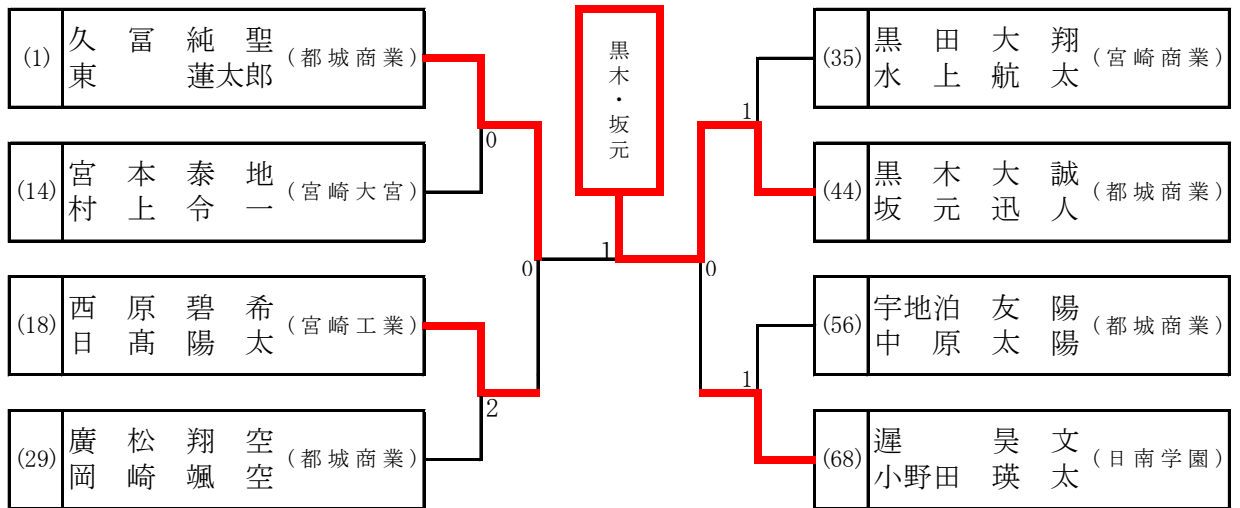 (1) 久冨純聖 (都城商業)
東蓮太郎
0
(14) 宮本泰地 (宮崎大宮)
村上令一
0
(18) 西原碧希 (宮崎工業)
日髙陽太
2
(29) 廣松翔空 (都城商業)
岡崎颯空
黒木・坂元
1
(35) 黒田大翔 (宮崎商業)
水上航太
1
(44) 黒木大誠 (都城商業)
坂元迅人
0
(56) 宇地泊友陽 (都城商業)
中原太陽
1
(68) 遅昊文 (日南学園)
小野田瑛太